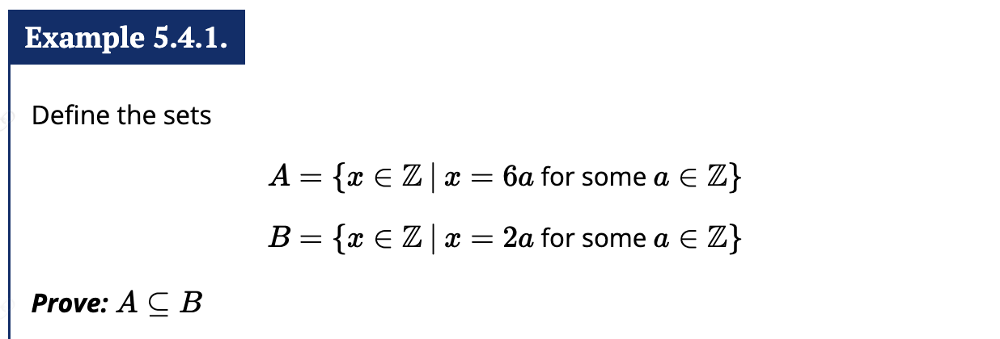 Example 5.4.1.
Define the sets
A = {x ∈ ℤ | x = 6a for some a ∈ ℤ}
B = {x ∈ ℤ | x = 2a for some a ∈ ℤ}
Prove: A ⊆ B